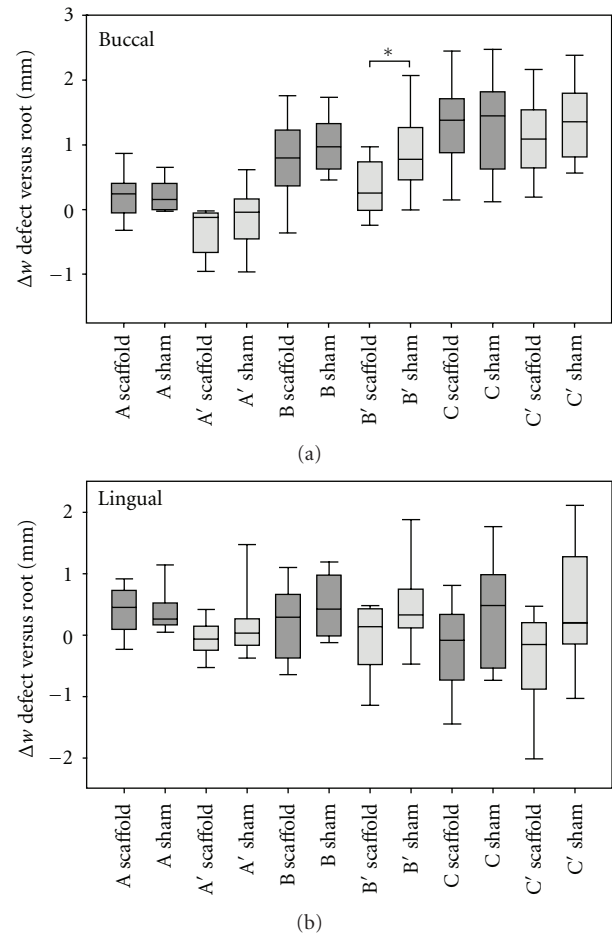 Buccal
*
Δw defect versus root (mm)
3
2
1
0
−1
A scaffold
A sham
A′ scaffold
A′ sham
B scaffold
B sham
B′ scaffold
B′ sham
C scaffold
C sham
C′ scaffold
C′ sham
(a)
Lingual
Δw defect versus root (mm)
2
1
0
−1
−2
A scaffold
A sham
A′ scaffold
A′ sham
B scaffold
B sham
B′ scaffold
B′ sham
C scaffold
C sham
C′ scaffold
C′ sham
(b)